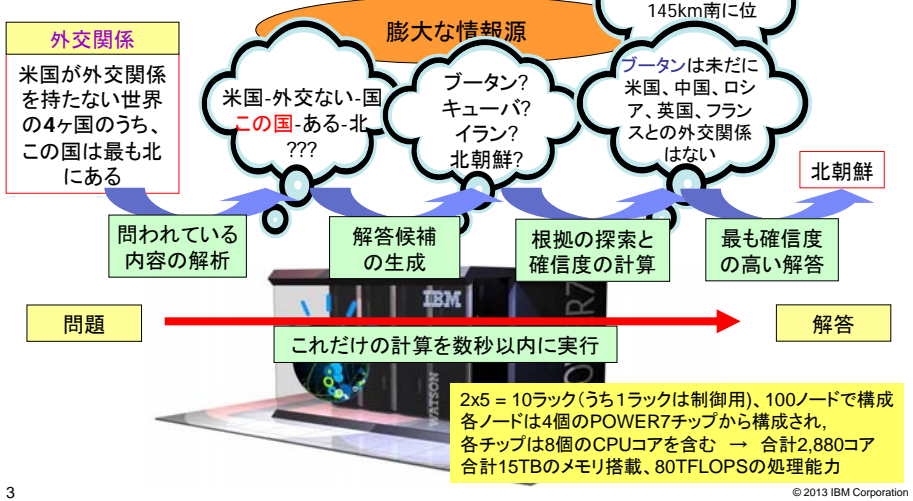 145km南に位
膨大な情報源
外交関係
米国が外交関係
を持たない世界
の4ヶ国のうち、
この国は最も北
にある
米国-外交ない-国
この国-ある-北
???
ブータン?
キューバ?
イラン?
北朝鮮?
ブータンは未だに
米国、中国、ロシ
ア、英国、フラン
スとの外交関係
はない
北朝鮮
問われている
内容の解析
解答候補
の生成
根拠の探索と
確信度の計算
最も確信度
の高い解答
IBM
POWER7
WATSON
問題
解答
これだけの計算を数秒以内に実行
2x5 = 10ラック(うち1ラックは制御用)、100ノードで構成
各ノードは4個のPOWER7チップから構成され,
各チップは8個のCPUコアを含む → 合計2,880コア
合計15TBのメモリ搭載、80TFLOPSの処理能力
3
© 2013 IBM Corporation